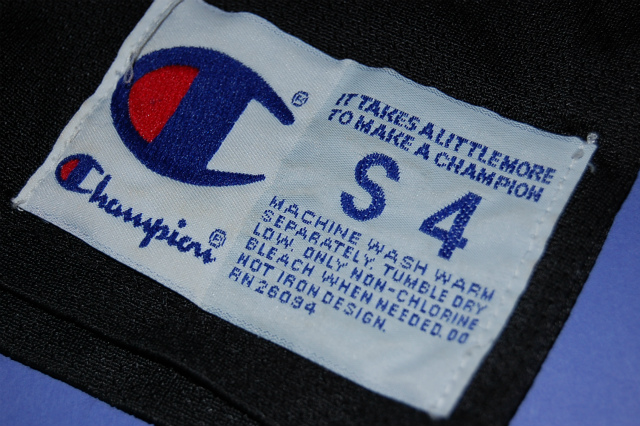 Champion
IT TAKES A LITTLE MORE
TO MAKE A CHAMPION
S 4
MACHINE WASH WARM
SEPARATELY. TUMBLE DRY
LOW. ONLY NON-CHLORINE
BLEACH WHEN NEEDED. DO
NOT IRON DESIGN.
RN 26094